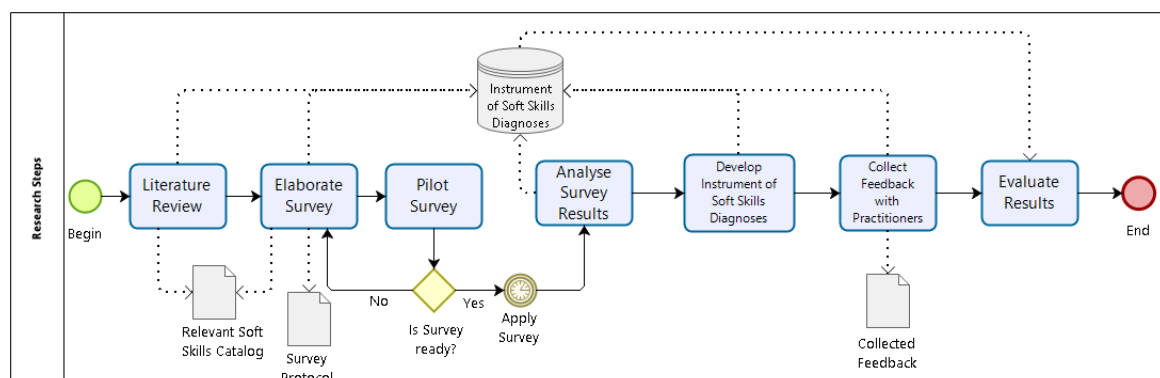 Research Steps
Begin
Literature
Review
Elaborate
Survey
Pilot
Survey
Instrument
of Soft Skills
Diagnoses
Analyse
Survey
Results
Develop
Instrument of
Soft Skills
Diagnoses
Collect
Feedback
with
Practitioners
Evaluate
Results
End
No
Yes
Is Survey
ready?
Apply
Survey
Relevant Soft
Skills Catalog
Survey
Protocol
Collected
Feedback